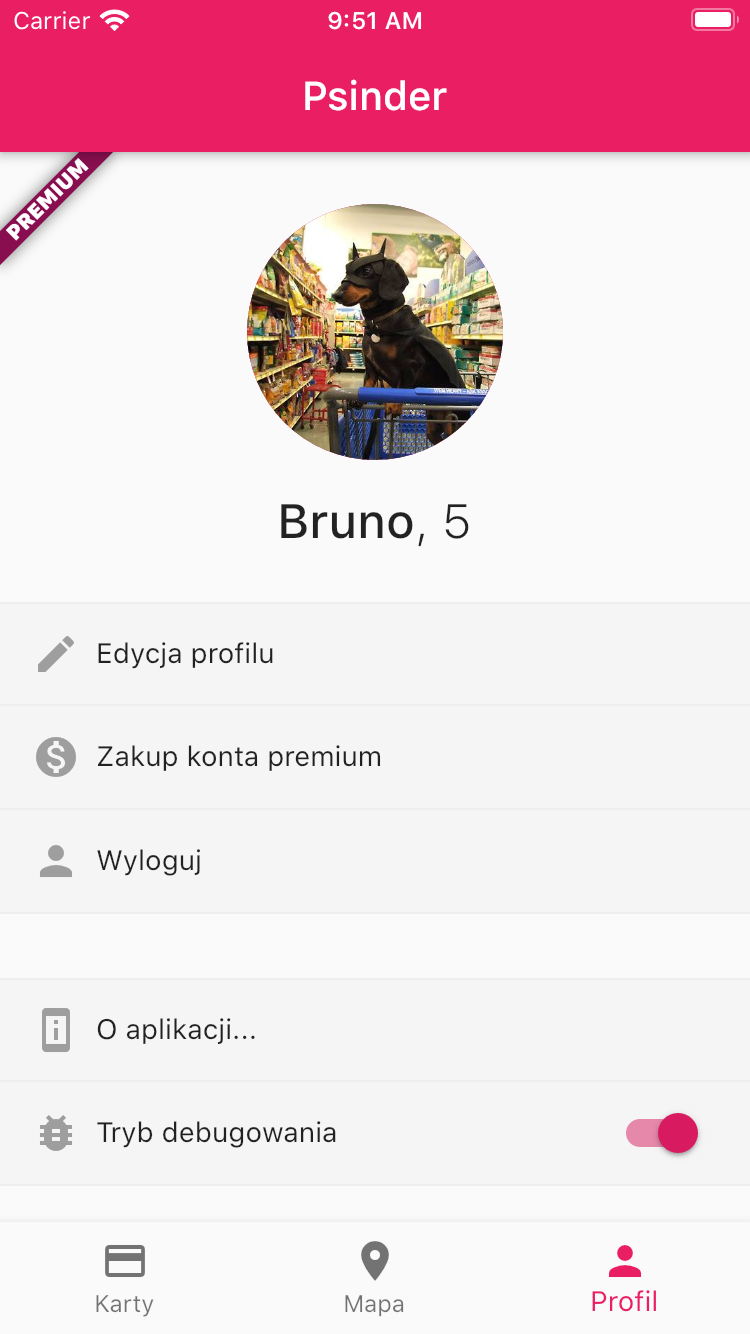 Carrier
9:51 AM
Psinder
PREMIUM
Bruno, 5
Edycja profilu
Zakup konta premium
Wyloguj
O aplikacji...
Tryb debugowania
Karty
Mapa
Profil